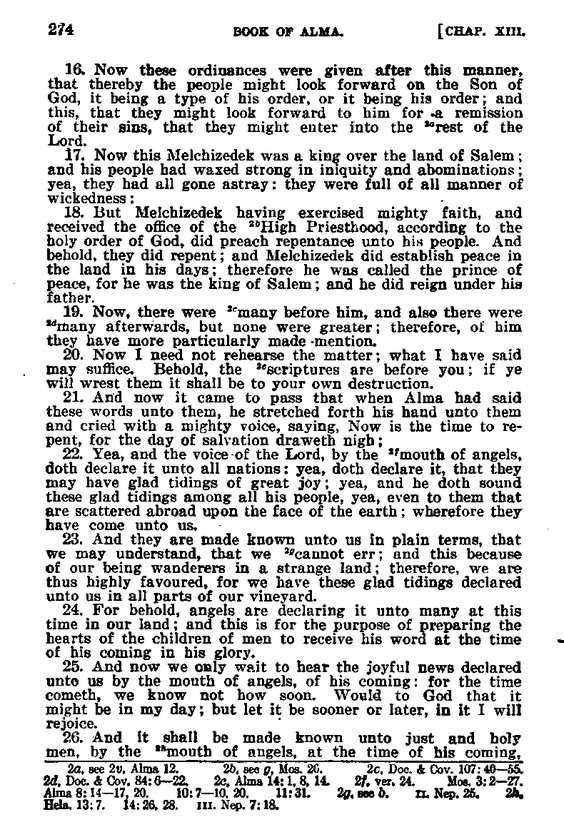 274 BOOK OF ALMA. [CHAP. XIII.
16. Now these ordinances were given after this manner,
that thereby the people might look forward on the Son of
God, it being a type of his order, or it being his order; and
this, that they might look forward to him for a remission
of their sins, that they might enter into the 2arest of the
Lord.
17. Now this Melchizedek was a king over the land of Salem;
and his people had waxed strong in iniquity and abominations;
yea, they had all gone astray: they were full of all manner of
wickedness:
18. But Melchizedek having exercised mighty faith, and
received the office of the 2bHigh Priesthood, according to the
holy order of God, did preach repentance unto his people. And
behold, they did repent; and Melchizedek did establish peace in
the land in his days; therefore he was called the prince of
peace, for he was the king of Salem; and he did reign under his
father.
19. Now, there were 2cmany before him, and also there were
2dmany afterwards, but none were greater; therefore, of him
they have more particularly made mention.
20. Now I need not rehearse the matter; what I have said
may suffice. Behold, the 2escriptures are before you; if ye
will wrest them it shall be to your own destruction.
21. And now it came to pass that when Alma had said
these words unto them, he stretched forth his hand unto them
and cried with a mighty voice, saying, Now is the time to re-
pent, for the day of salvation draweth nigh;
22. Yea, and the voice of the Lord, by the 2fmouth of angels,
doth declare it unto all nations: yea, doth declare it, that they
may have glad tidings of great joy; yea, and he doth sound
these glad tidings among all his people, yea, even to them that
are scattered abroad upon the face of the earth; wherefore they
have come unto us.
23. And they are made known unto us in plain terms, that
we may understand, that we 2gcannot err; and this because
of our being wanderers in a strange land; therefore, we are
thus highly favoured, for we have these glad tidings declared
unto us in all parts of our vineyard.
24. For behold, angels are declaring it unto many at this
time in our land; and this is for the purpose of preparing the
hearts of the children of men to receive his word at the time
of his coming in his glory.
25. And now we only wait to hear the joyful news declared
unto us by the mouth of angels, of his coming: for the time
cometh, we know not how soon. Would to God that it
might be in my day; but let it be sooner or later, in it I will
rejoice.
26. And it shall be made known unto just and holy
men, by the 2hmouth of angels, at the time of his coming,
2a, see 2v, Alma 12. 2b, see g, Mos. 26. 2c, Doc. & Cov. 107:40—55.
2d, Doc. & Cov. 84:6—22. 2e, Alma 14:1, 8, 14. 2f, ver. 24. Mos. 3:2—27.
Alma 8:14—17, 20. 10:7—10, 20. 11:31. 2g, see b. II. Nep. 25. 2h,
Hela. 13:7. 14:26, 28. III. Nep. 7:18.